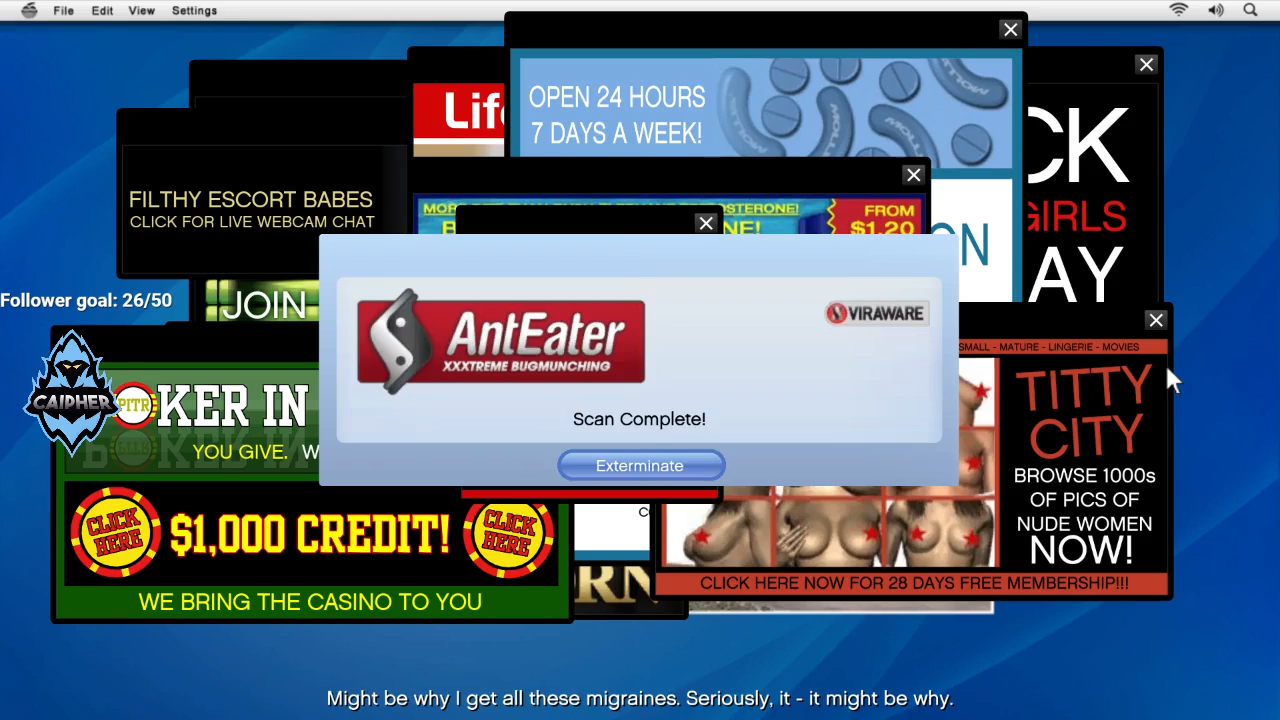 File Edit View Settings
OPEN 24 HOURS
7 DAYS A WEEK!
FILTHY ESCORT BABES
CLICK FOR LIVE WEBCAM CHAT
FROM
$1.20
GIRLS
Follower goal: 26/50
JOIN
CAIPHER
PITR
KER IN
YOU GIVE.
CLICK
HERE
$1,000 CREDIT!
CLICK
HERE
WE BRING THE CASINO TO YOU
AntEater
XXXTREME BUGMUNCHING
VIRAWARE
Scan Complete!
Exterminate
SMALL - MATURE - LINGERIE - MOVIES
TITTY
CITY
BROWSE 1000s
OF PICS OF
NUDE WOMEN
NOW!
CLICK HERE NOW FOR 28 DAYS FREE MEMBERSHIP!!!
Might be why I get all these migraines. Seriously, it - it might be why.